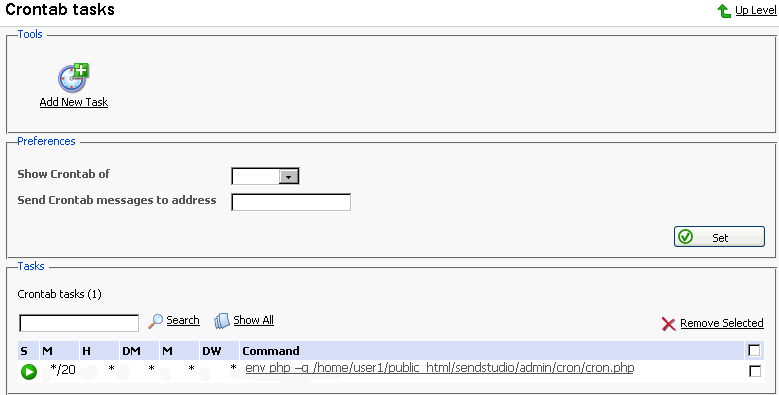 Crontab tasks
Up Level
Tools
Add New Task
Preferences
Show Crontab of
Send Crontab messages to address
Set
Tasks
Crontab tasks (1)
Search Show All Remove Selected
S M H DM M DW Command
*/20 * * * * env php –q /home/user1/public_html/sendstudio/admin/cron/cron.php